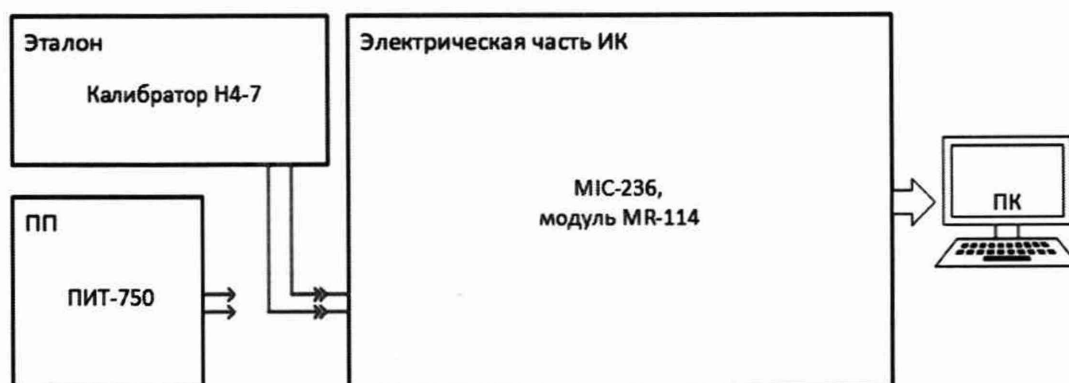 Эталон
Калибратор Н4-7
Электрическая часть ИК
MIC-236,
модуль MR-114
ПК
ПП
ПИТ-750